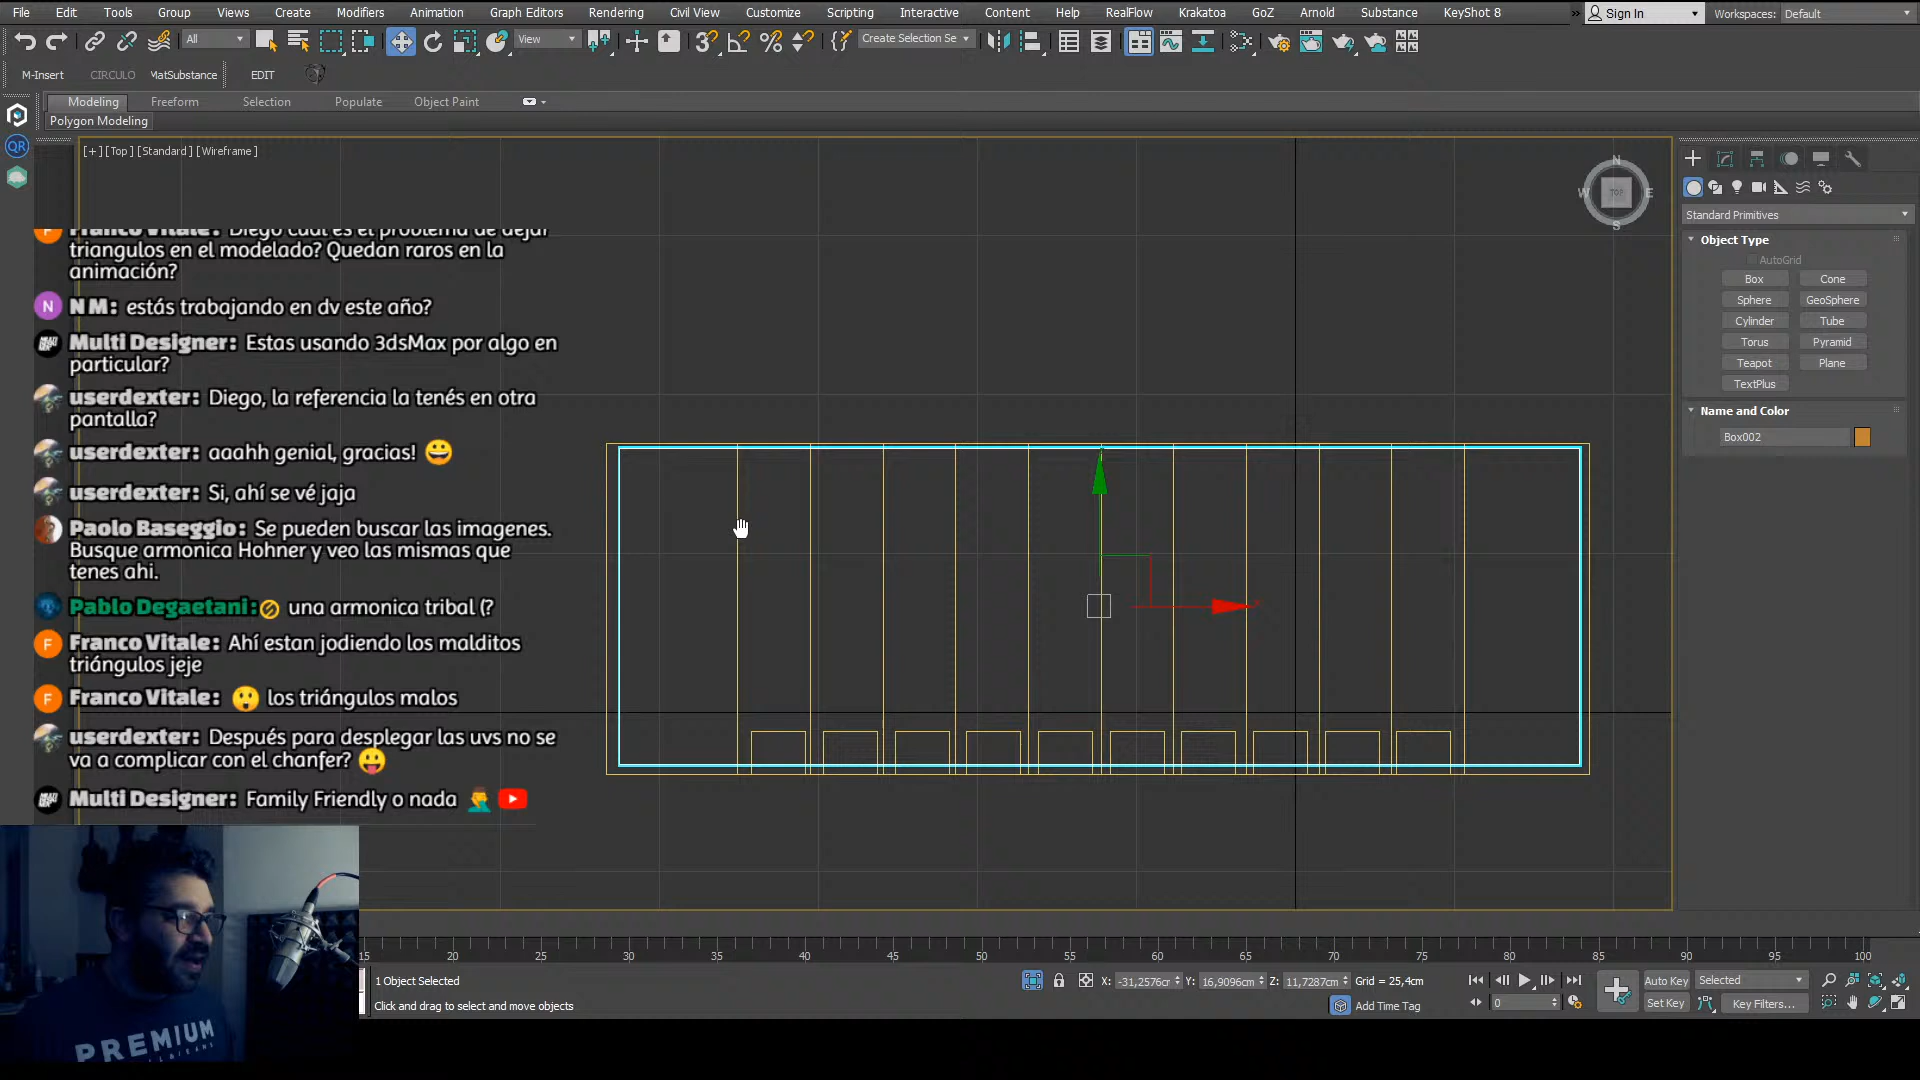 File Edit Tools Group Views Create Modifiers Animation Graph Editors Rendering Civil View Customize Scripting Interactive Content Help RealFlow Krakatoa GoZ Arnold Substance KeyShot 8 Sign In Workspaces: Default
All View Create Selection Se
M-Insert CIRCULO MatSubstance EDIT
Modeling Freeform Selection Populate Object Paint
Polygon Modeling
[+] [Top] [Standard] [Wireframe]
N
W TOP E
S
Standard Primitives
Object Type
AutoGrid
Box Cone
Sphere GeoSphere
Cylinder Tube
Torus Pyramid
Teapot Plane
TextPlus
Name and Color
Box002
QR
F Franco Vitale: Diego cual es el problema de dejar
triangulos en el modelado? Quedan raros en la
animación?
N N M: estás trabajando en dv este año?
Multi Designer: Estas usando 3dsMax por algo en
particular?
userdexter: Diego, la referencia la tenés en otra
pantalla?
userdexter: aaahh genial, gracias! 😀
userdexter: Si, ahí se vé jaja
Paolo Baseggio: Se pueden buscar las imagenes.
Busque armonica Hohner y veo las mismas que
tenes ahi.
Pablo Degaetani: una armonica tribal (?
F Franco Vitale: Ahí estan jodiendo los malditos
triángulos jeje
F Franco Vitale: 😲 los triángulos malos
userdexter: Después para desplegar las uvs no se
va a complicar con el chanfer? 😛
Multi Designer: Family Friendly o nada
PREMIUM
15 20 25 30 35 40 45 50 55 60 65 70 75 80 85 90 95 100
1 Object Selected X: -31,2576cr Y: 16,9096cm Z: 11,7287cm Grid = 25,4cm Auto Key Selected
Click and drag to select and move objects Add Time Tag 0 Set Key Key Filters...